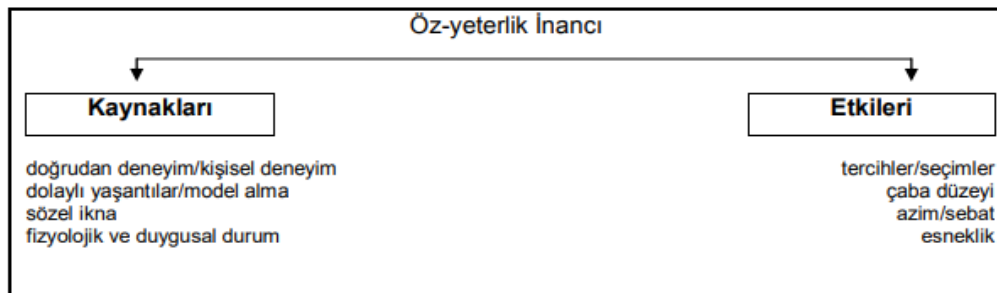 Öz-yeterlik İnancı
Kaynakları
Etkileri
doğrudan deneyim/kişisel deneyim
dolaylı yaşantılar/model alma
sözel ikna
fizyolojik ve duygusal durum
tercihler/seçimler
çaba düzeyi
azim/sebat
esneklik